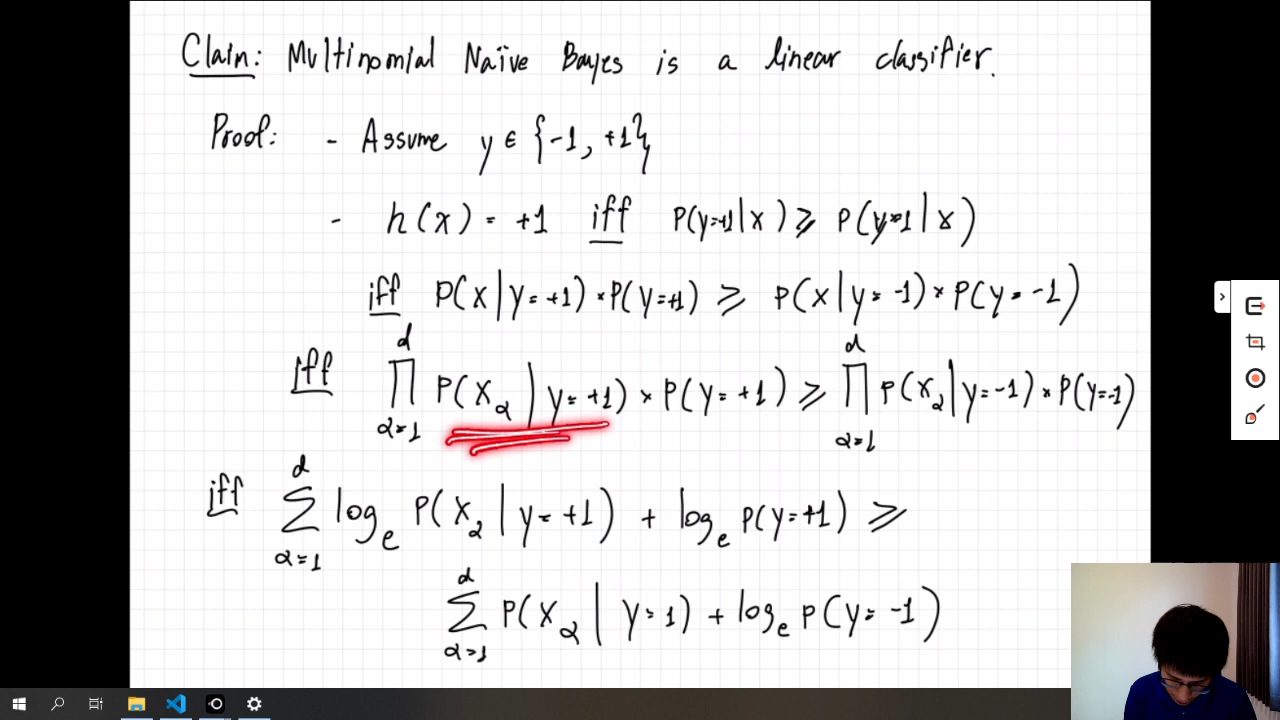 Claim: Multinomial Naïve Bayes is a linear classifier.
Proof: - Assume y ∈ {-1, +1}
- h(x) = +1 iff P(y=+1|x) ⩾ P(y=-1|x)
iff P(x|y=+1) * P(y=+1) ⩾ P(x|y=-1) * P(y=-1)
iff ∏_{α=1}^{d} P(x_α|y=+1) * P(y=+1) ⩾ ∏_{α=1}^{d} P(x_α|y=-1) * P(y=-1)
iff ∑_{α=1}^{d} log_e P(x_α|y=+1) + log_e P(y=+1) ⩾
∑_{α=1}^{d} P(x_α|y=1) + log_e P(y=-1)